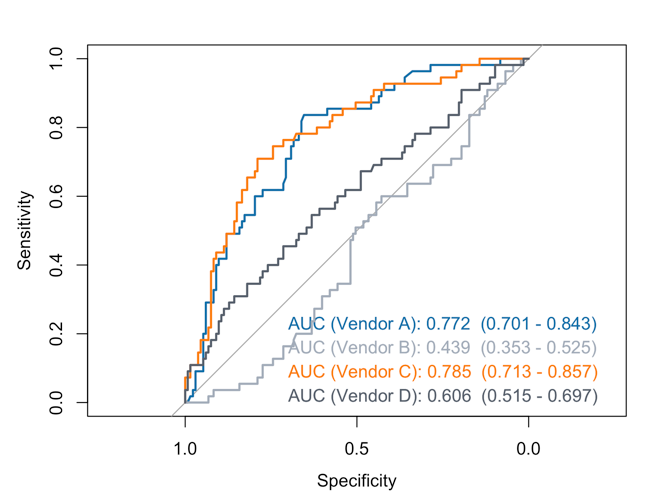 1.0
0.8
0.6
0.4
0.2
0.0
Sensitivity
AUC (Vendor A): 0.772 (0.701 - 0.843)
AUC (Vendor B): 0.439 (0.353 - 0.525)
AUC (Vendor C): 0.785 (0.713 - 0.857)
AUC (Vendor D): 0.606 (0.515 - 0.697)
1.0 0.5 0.0
Specificity